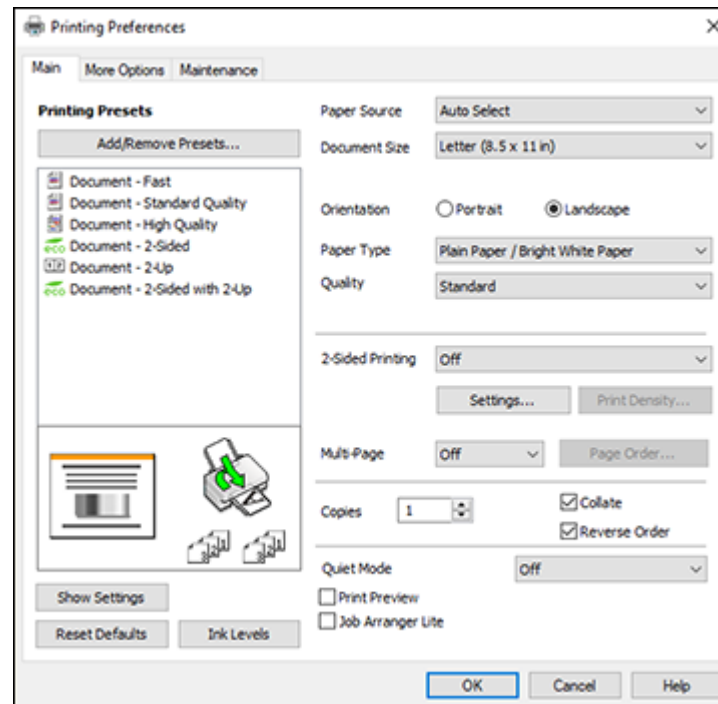 Printing Preferences
Main
More Options
Maintenance
Printing Presets
Add/Remove Presets...
Document - Fast
Document - Standard Quality
Document - High Quality
eco Document - 2-Sided
1 2 Document - 2-Up
eco Document - 2-Sided with 2-Up
Show Settings
Reset Defaults
Ink Levels
Paper Source
Auto Select
Document Size
Letter (8.5 x 11 in)
Orientation
Portrait
Landscape
Paper Type
Plain Paper / Bright White Paper
Quality
Standard
2-Sided Printing
Off
Settings...
Print Density...
Multi-Page
Off
Page Order...
Copies
1
Collate
Reverse Order
Quiet Mode
Off
Print Preview
Job Arranger Lite
OK
Cancel
Help